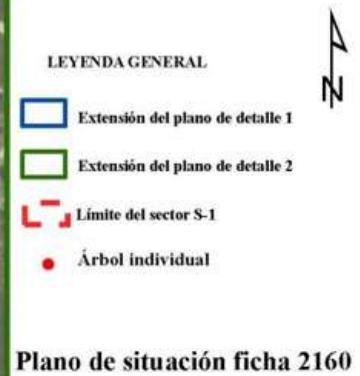 N
LEYENDA GENERAL
Extensión del plano de detalle 1
Extensión del plano de detalle 2
Límite del sector S-1
Árbol individual
Plano de situación ficha 2160